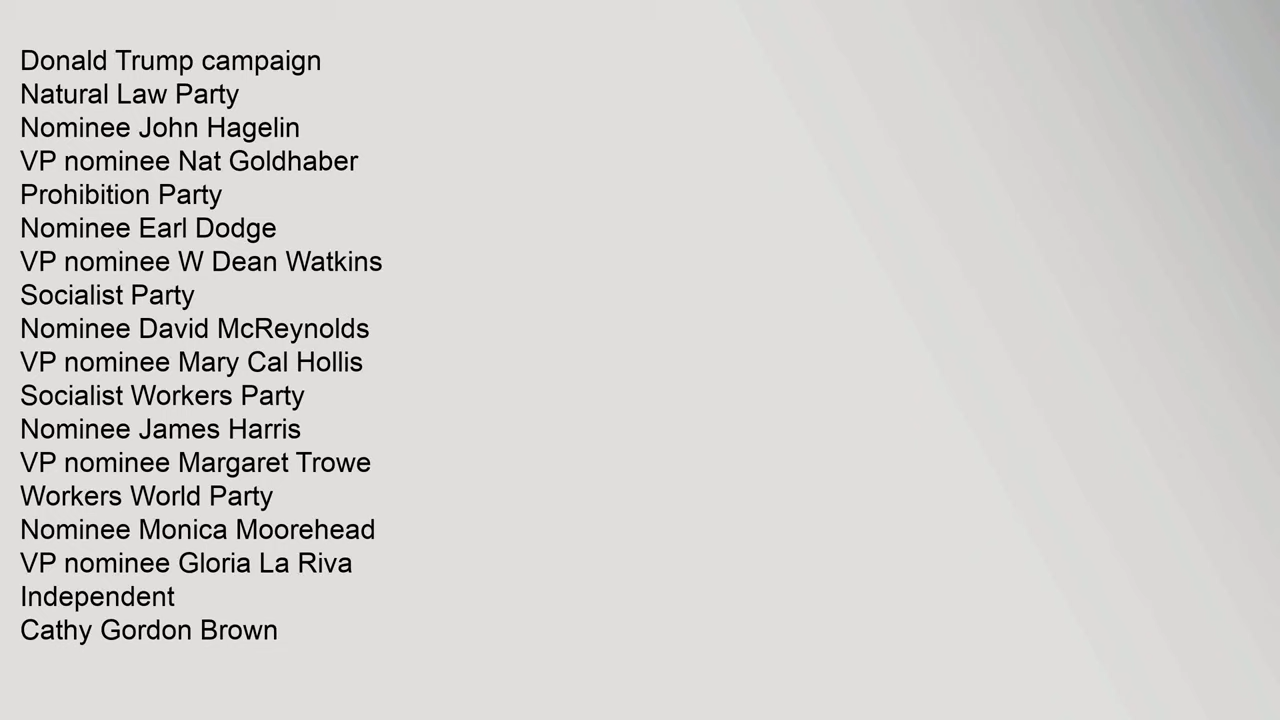 Donald Trump campaign
Natural Law Party
Nominee John Hagelin
VP nominee Nat Goldhaber
Prohibition Party
Nominee Earl Dodge
VP nominee W Dean Watkins
Socialist Party
Nominee David McReynolds
VP nominee Mary Cal Hollis
Socialist Workers Party
Nominee James Harris
VP nominee Margaret Trowe
Workers World Party
Nominee Monica Moorehead
VP nominee Gloria La Riva
Independent
Cathy Gordon Brown